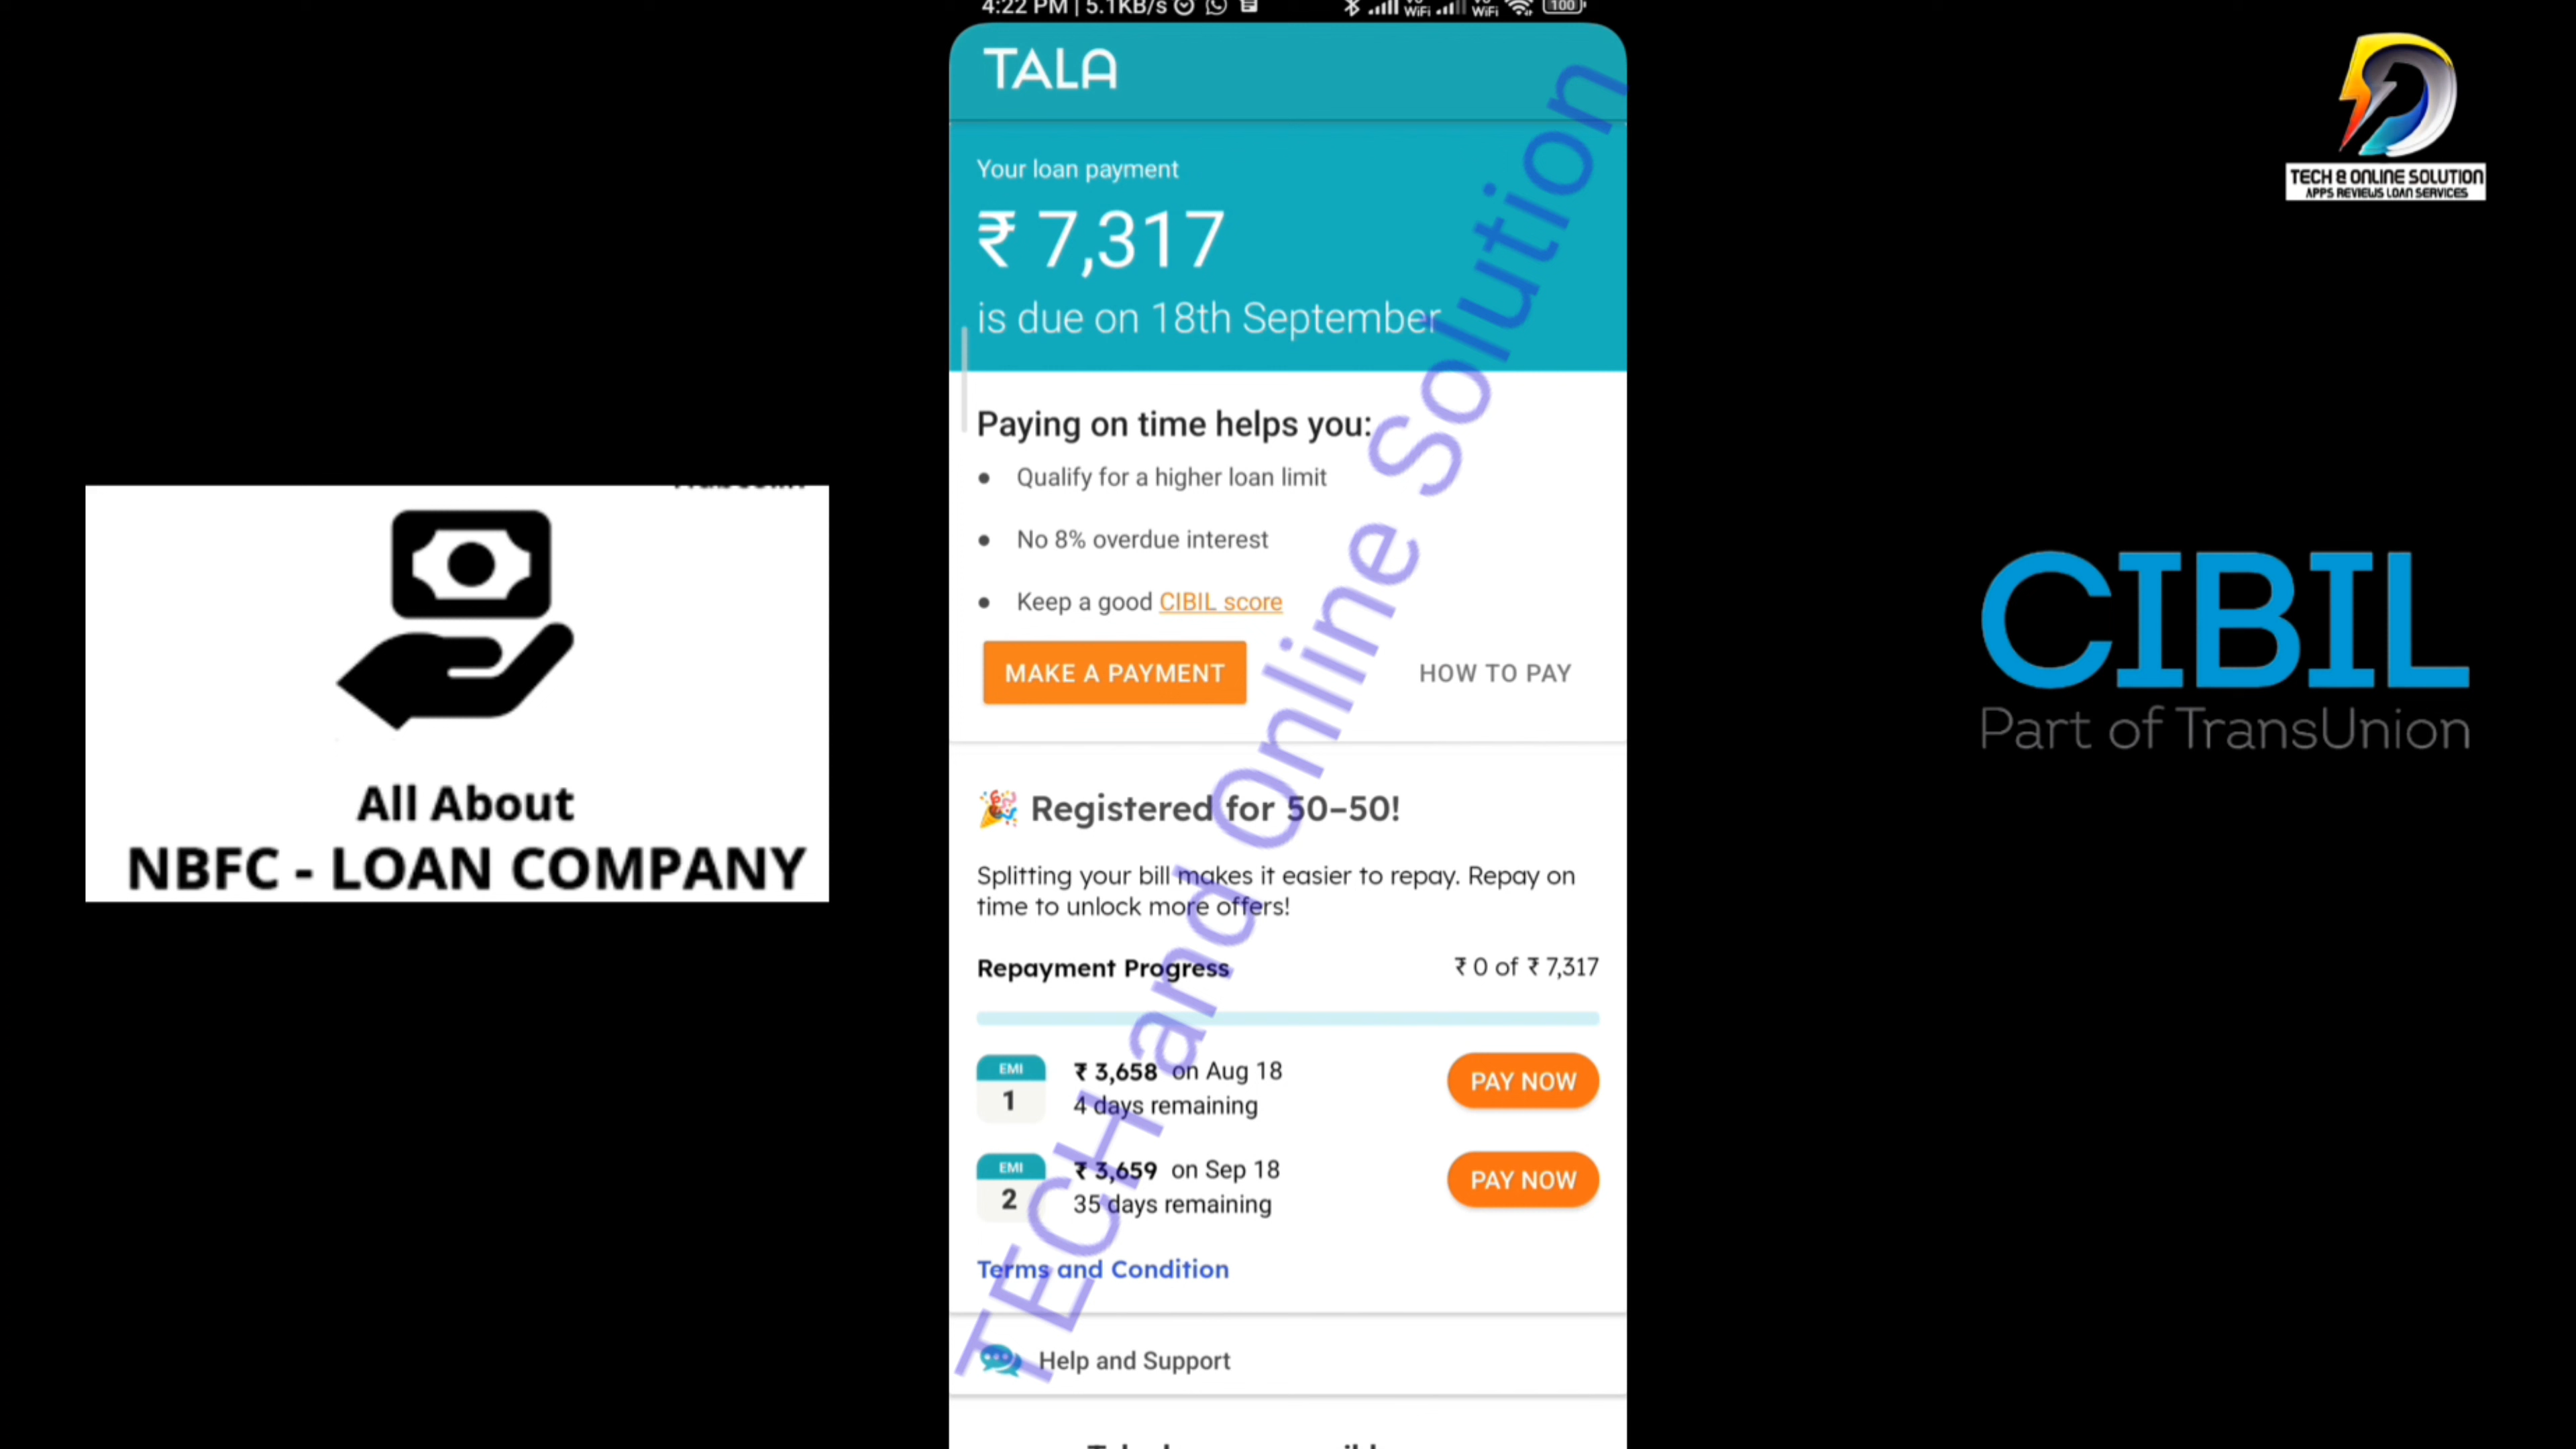 4:22 PM | 5.1KB/s
100
TALA
Your loan payment
₹ 7,317
is due on 18th September
Paying on time helps you:
• Qualify for a higher loan limit
• No 8% overdue interest
• Keep a good CIBIL score
MAKE A PAYMENT
HOW TO PAY
🎉 Registered for 50–50!
Splitting your bill makes it easier to repay. Repay on
time to unlock more offers!
Repayment Progress
₹ 0 of ₹ 7,317
EMI
1
₹ 3,658 on Aug 18
4 days remaining
PAY NOW
EMI
2
₹ 3,659 on Sep 18
35 days remaining
PAY NOW
Terms and Condition
Help and Support
TECH and Online Solution
All About
NBFC - LOAN COMPANY
TECH & ONLINE SOLUTION
APPS REVIEWS LOAN SERVICES
CIBIL
Part of TransUnion